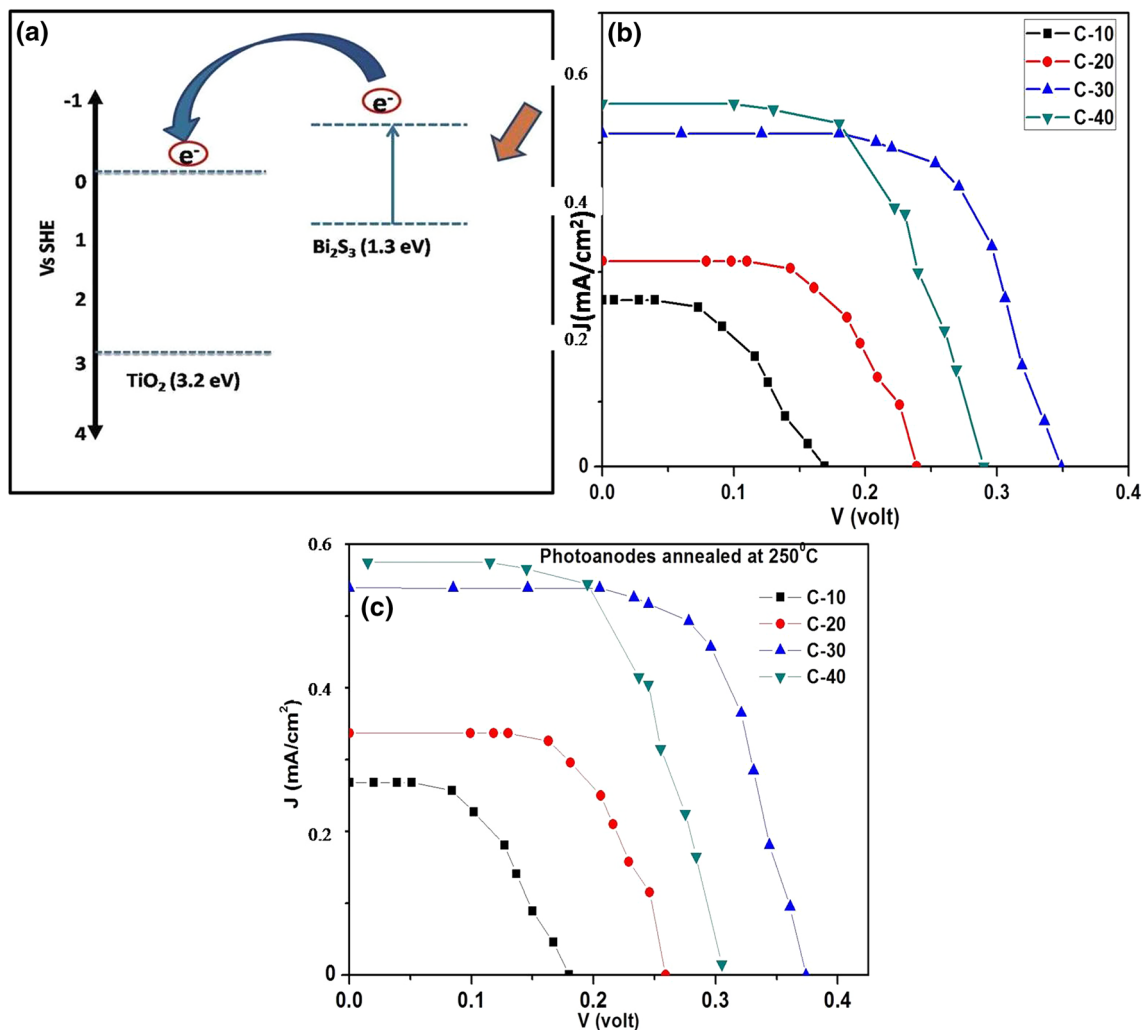 (a)
e-
e-
-1
0
1
2
3
4
Vs SHE
Bi₂S₃ (1.3 eV)
TiO₂ (3.2 eV)
(b)
C-10
C-20
C-30
C-40
0.6
0.4
0.2
0
J(mA/cm²)
0.0 0.1 0.2 0.3 0.4
V (volt)
Photoanodes annealed at 250⁰C
(c)
C-10
C-20
C-30
C-40
0.6
0.4
0.2
0
J (mA/cm²)
0.0 0.1 0.2 0.3 0.4
V (volt)